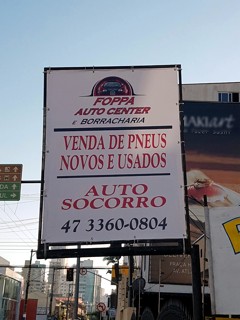 FOPPA
AUTO CENTER
E BORRACHARIA
VENDA DE PNEUS
NOVOS E USADOS
AUTO
SOCORRO
47 3360-0804